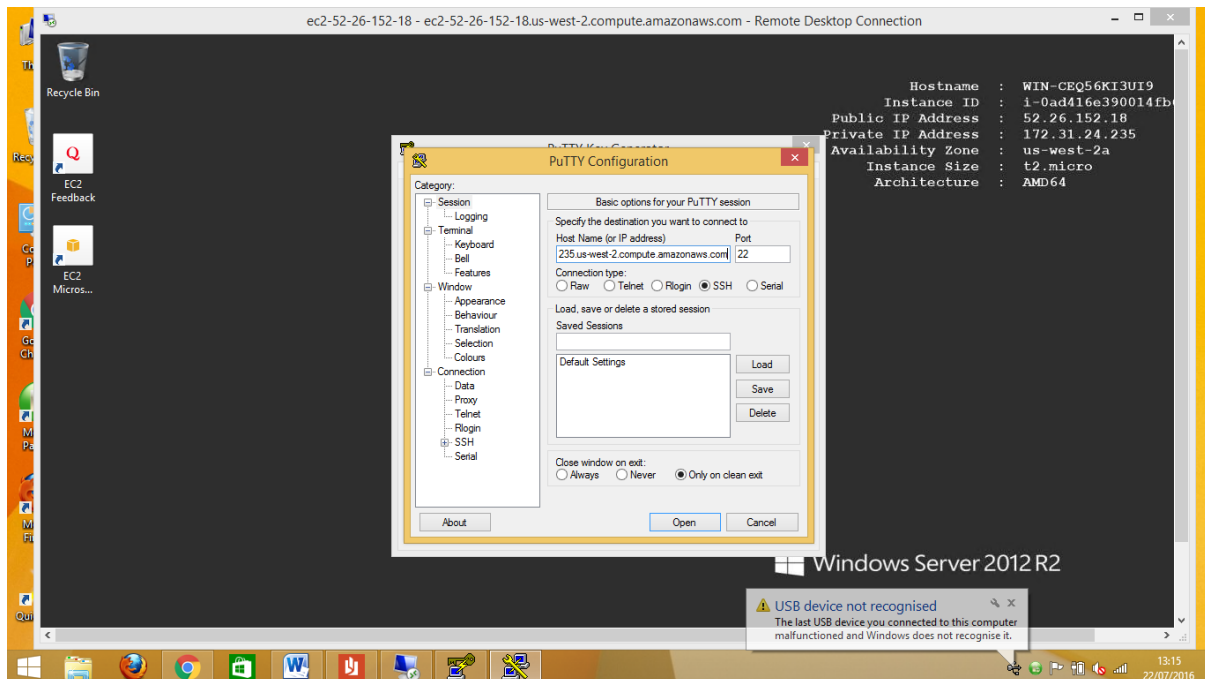 ec2-52-26-152-18 - ec2-52-26-152-18.us-west-2.compute.amazonaws.com - Remote Desktop Connection
Recycle Bin
EC2
Feedback
EC2
Micros...
Hostname : WIN-CEQ56KI3UI9
Instance ID : i-0ad416e390014fb
Public IP Address : 52.26.152.18
Private IP Address : 172.31.24.235
Availability Zone : us-west-2a
Instance Size : t2.micro
Architecture : AMD64
PuTTY Configuration
Category:
Session
Logging
Terminal
Keyboard
Bell
Features
Window
Appearance
Behaviour
Translation
Selection
Colours
Connection
Data
Proxy
Telnet
Rlogin
SSH
Serial
Basic options for your PuTTY session
Specify the destination you want to connect to
Host Name (or IP address) Port
235.us-west-2.compute.amazonaws.com 22
Connection type:
Raw Telnet Rlogin SSH Serial
Load, save or delete a stored session
Saved Sessions
Default Settings
Load
Save
Delete
Close window on exit:
Always Never Only on clean exit
About Open Cancel
Windows Server 2012 R2
USB device not recognised
The last USB device you connected to this computer
malfunctioned and Windows does not recognise it.
13:15
22/07/2016